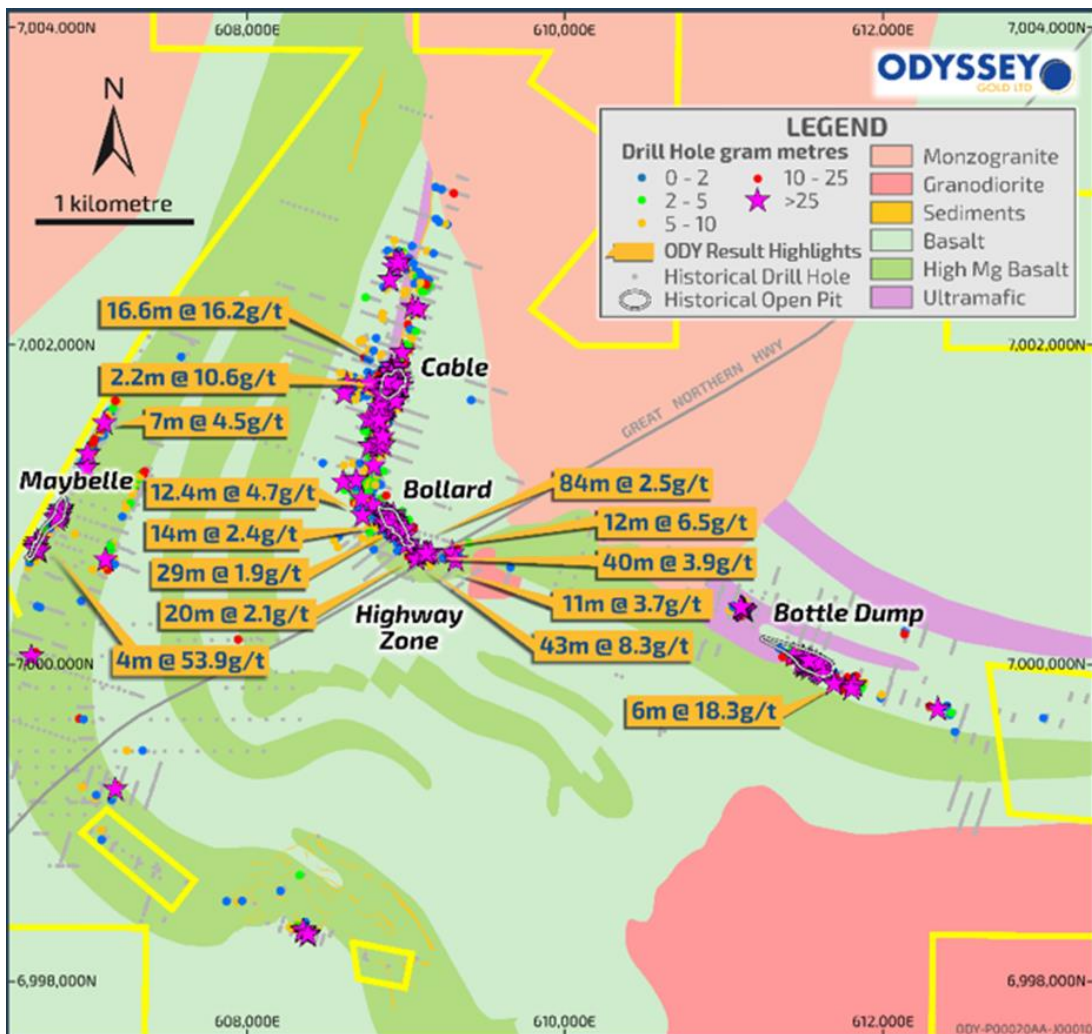 7,004,000N
608,000E
610,000E
612,000E
7,004,000N
ODYSSEY
GOLD LTD
N
1 kilometre
LEGEND
Drill Hole gram metres
0 - 2
2 - 5
5 - 10
10 - 25
>25
ODY Result Highlights
Historical Drill Hole
Historical Open Pit
Monzogranite
Granodiorite
Sediments
Basalt
High Mg Basalt
Ultramafic
16.6m @ 16.2g/t
7,002,000N
7,002,000N
Cable
GREAT NORTHERN HWY
2.2m @ 10.6g/t
7m @ 4.5g/t
Maybelle
Bollard
12.4m @ 4.7g/t
84m @ 2.5g/t
14m @ 2.4g/t
12m @ 6.5g/t
29m @ 1.9g/t
40m @ 3.9g/t
20m @ 2.1g/t
11m @ 3.7g/t
Highway
Zone
Bottle Dump
4m @ 53.9g/t
43m @ 8.3g/t
7,000,000N
7,000,000N
6m @ 18.3g/t
6,998,000N
6,998,000N
608,000E
610,000E
612,000E